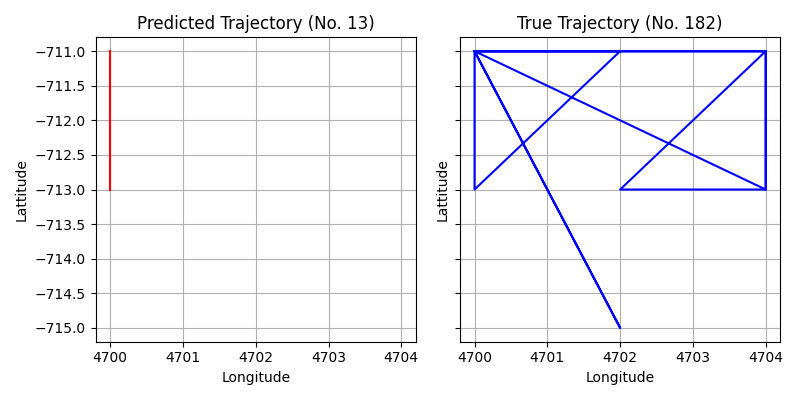 Predicted Trajectory (No. 13)
True Trajectory (No. 182)
Lattitude
−711.0
−711.5
−712.0
−712.5
−713.0
−713.5
−714.0
−714.5
−715.0
4700 4701 4702 4703 4704
Longitude
Lattitude
4700 4701 4702 4703 4704
Longitude